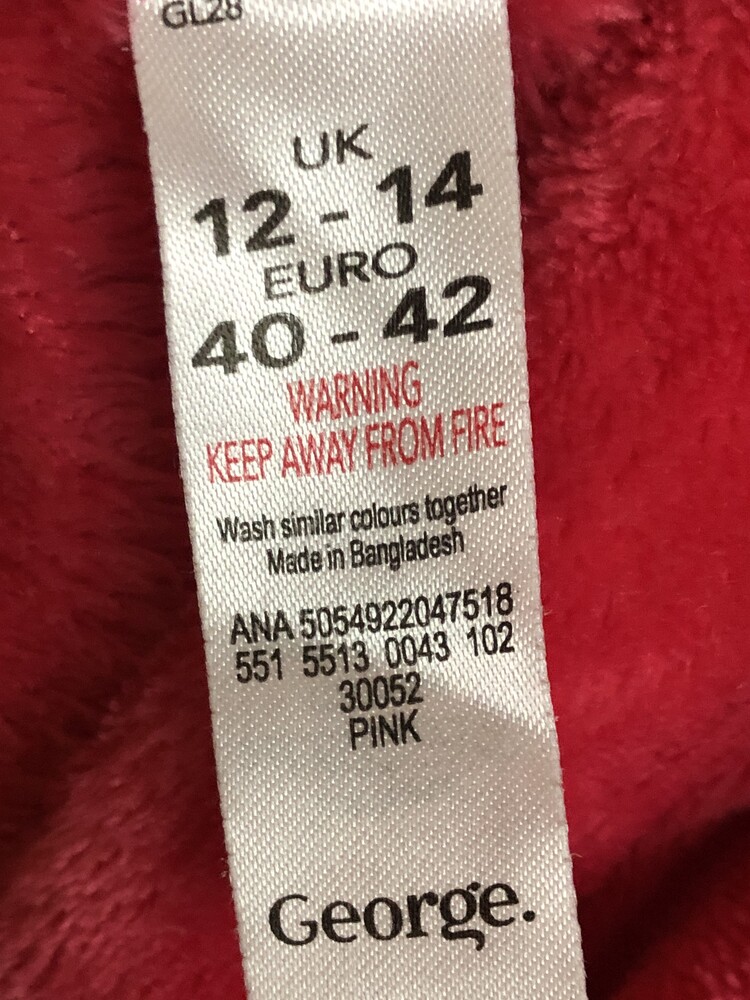 GL28
UK
12 - 14
EURO
40 - 42
WARNING
KEEP AWAY FROM FIRE
Wash similar colours together
Made in Bangladesh
ANA 5054922047518
551 5513 0043 102
30052
PINK
George.